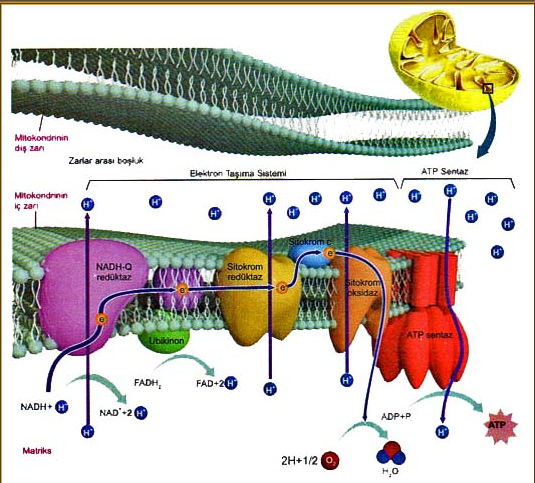 Mitokondrinin
dış zarı
Zarlar arası boşluk
Elektron Taşıma Sistemi
ATP Sentaz
Mitokondrinin
iç zarı
H⁺
H⁺
H⁺
H⁺
H⁺
H⁺
H⁺
H⁺
H⁺
H⁺
H⁺
H⁺
H⁺
NADH-Q
redüktaz
Sitokrom
redüktaz
Sitokrom c
Sitokrom
oksidaz
e⁻
e⁻
e⁻
e⁻
Ubikinon
ATP sentaz
FADH₂
FAD+2 H⁺
H⁺
H⁺
NADH+ H⁺
NAD⁺+2 H⁺
H⁺
ADP+P
ATP
H⁺
Matriks
2H+1/2 O₂
H₂O